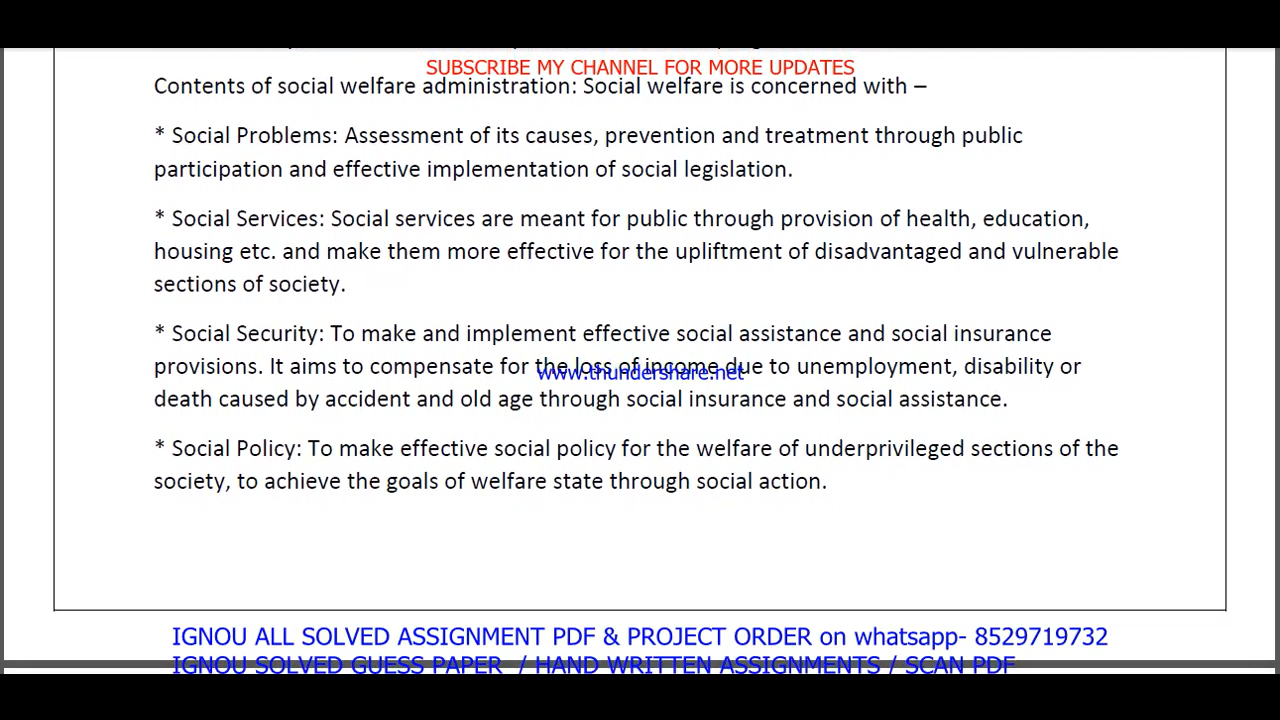 SUBSCRIBE MY CHANNEL FOR MORE UPDATES
Contents of social welfare administration: Social welfare is concerned with –
* Social Problems: Assessment of its causes, prevention and treatment through public
participation and effective implementation of social legislation.
* Social Services: Social services are meant for public through provision of health, education,
housing etc. and make them more effective for the upliftment of disadvantaged and vulnerable
sections of society.
* Social Security: To make and implement effective social assistance and social insurance
provisions. It aims to compensate for the loss of income due to unemployment, disability or
www.thundershare.net
death caused by accident and old age through social insurance and social assistance.
* Social Policy: To make effective social policy for the welfare of underprivileged sections of the
society, to achieve the goals of welfare state through social action.
IGNOU ALL SOLVED ASSIGNMENT PDF & PROJECT ORDER on whatsapp- 8529719732
IGNOU SOLVED GUESS PAPER / HAND WRITTEN ASSIGNMENTS / SCAN PDF